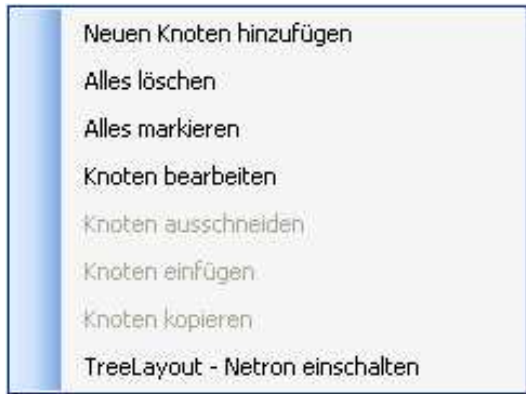 Neuen Knoten hinzufügen
Alles löschen
Alles markieren
Knoten bearbeiten
Knoten ausschneiden
Knoten einfügen
Knoten kopieren
TreeLayout - Netron einschalten